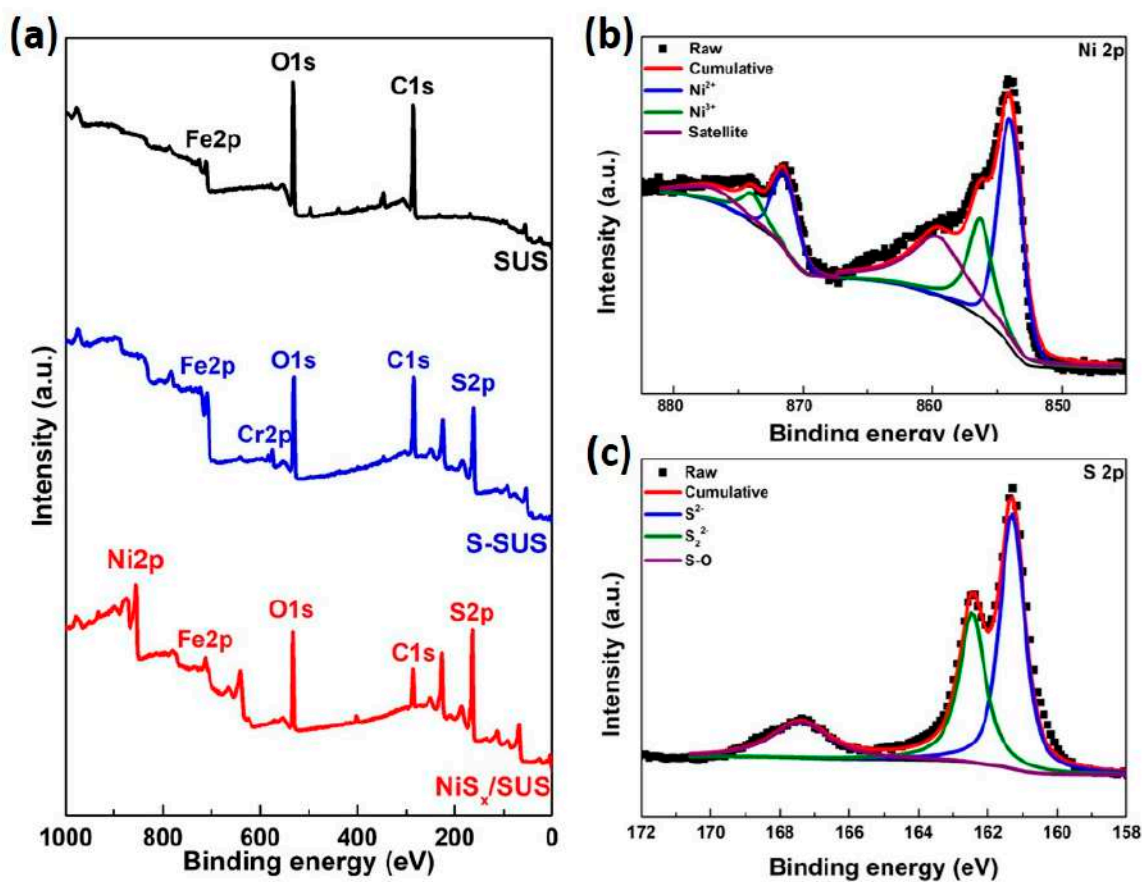 (a)
O1s
C1s
Fe2p
SUS
Fe2p
O1s
C1s
S2p
Cr2p
S-SUS
Ni2p
O1s
S2p
Fe2p
C1s
NiSₓ/SUS
Intensity (a.u.)
1000 800 600 400 200 0
Binding energy (eV)
(b)
Raw
Cumulative
Ni²⁺
Ni³⁺
Satellite
Ni 2p
Intensity (a.u.)
880 870 860 850
Binding energy (eV)
(c)
Raw
Cumulative
S²⁻
S₂²⁻
S-O
S 2p
Intensity (a.u.)
172 170 168 166 164 162 160 158
Binding energy (eV)